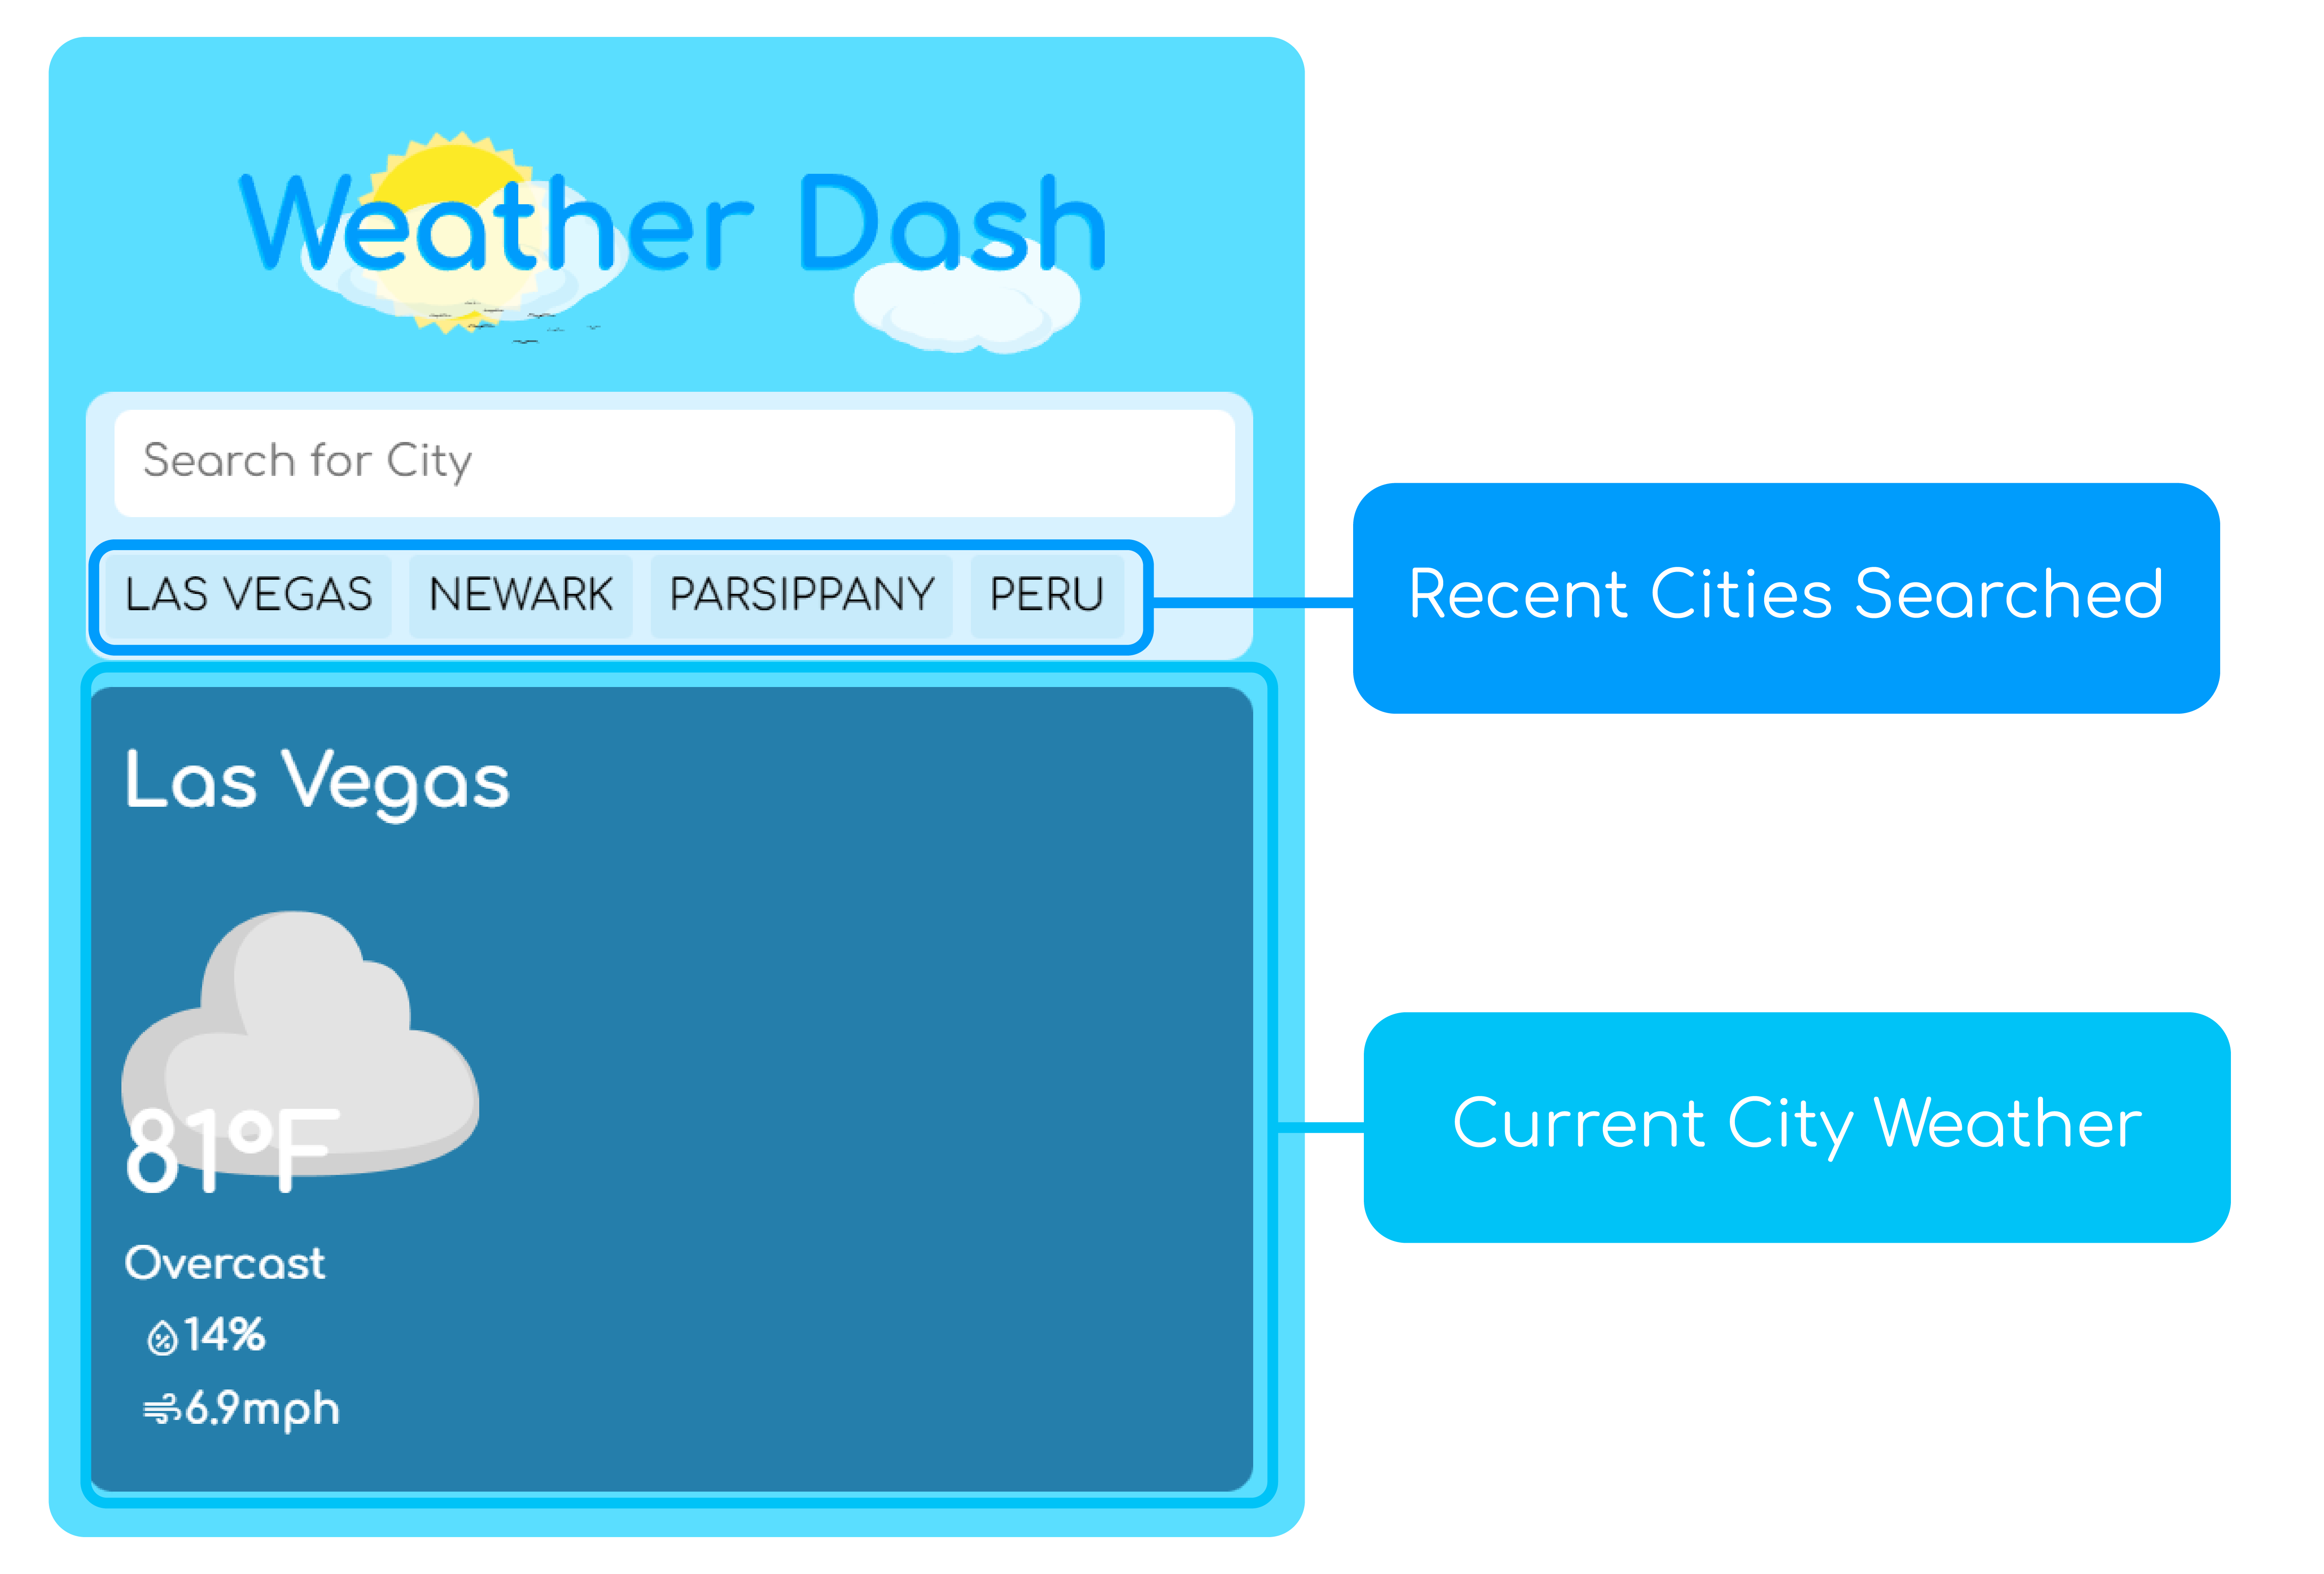 Weather Dash
Search for City
LAS VEGAS NEWARK PARSIPPANY PERU
Recent Cities Searched
Las Vegas
81°F
Overcast
14%
6.9mph
Current City Weather